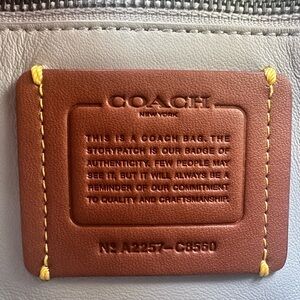 COACH
NEW YORK
THIS IS A COACH BAG. THE
STORYPATCH IS OUR BADGE OF
AUTHENTICITY. FEW PEOPLE MAY
SEE IT, BUT IT WILL ALWAYS BE A
REMINDER OF OUR COMMITMENT
TO QUALITY AND CRAFTSMANSHIP.
Nº A2257-C8560